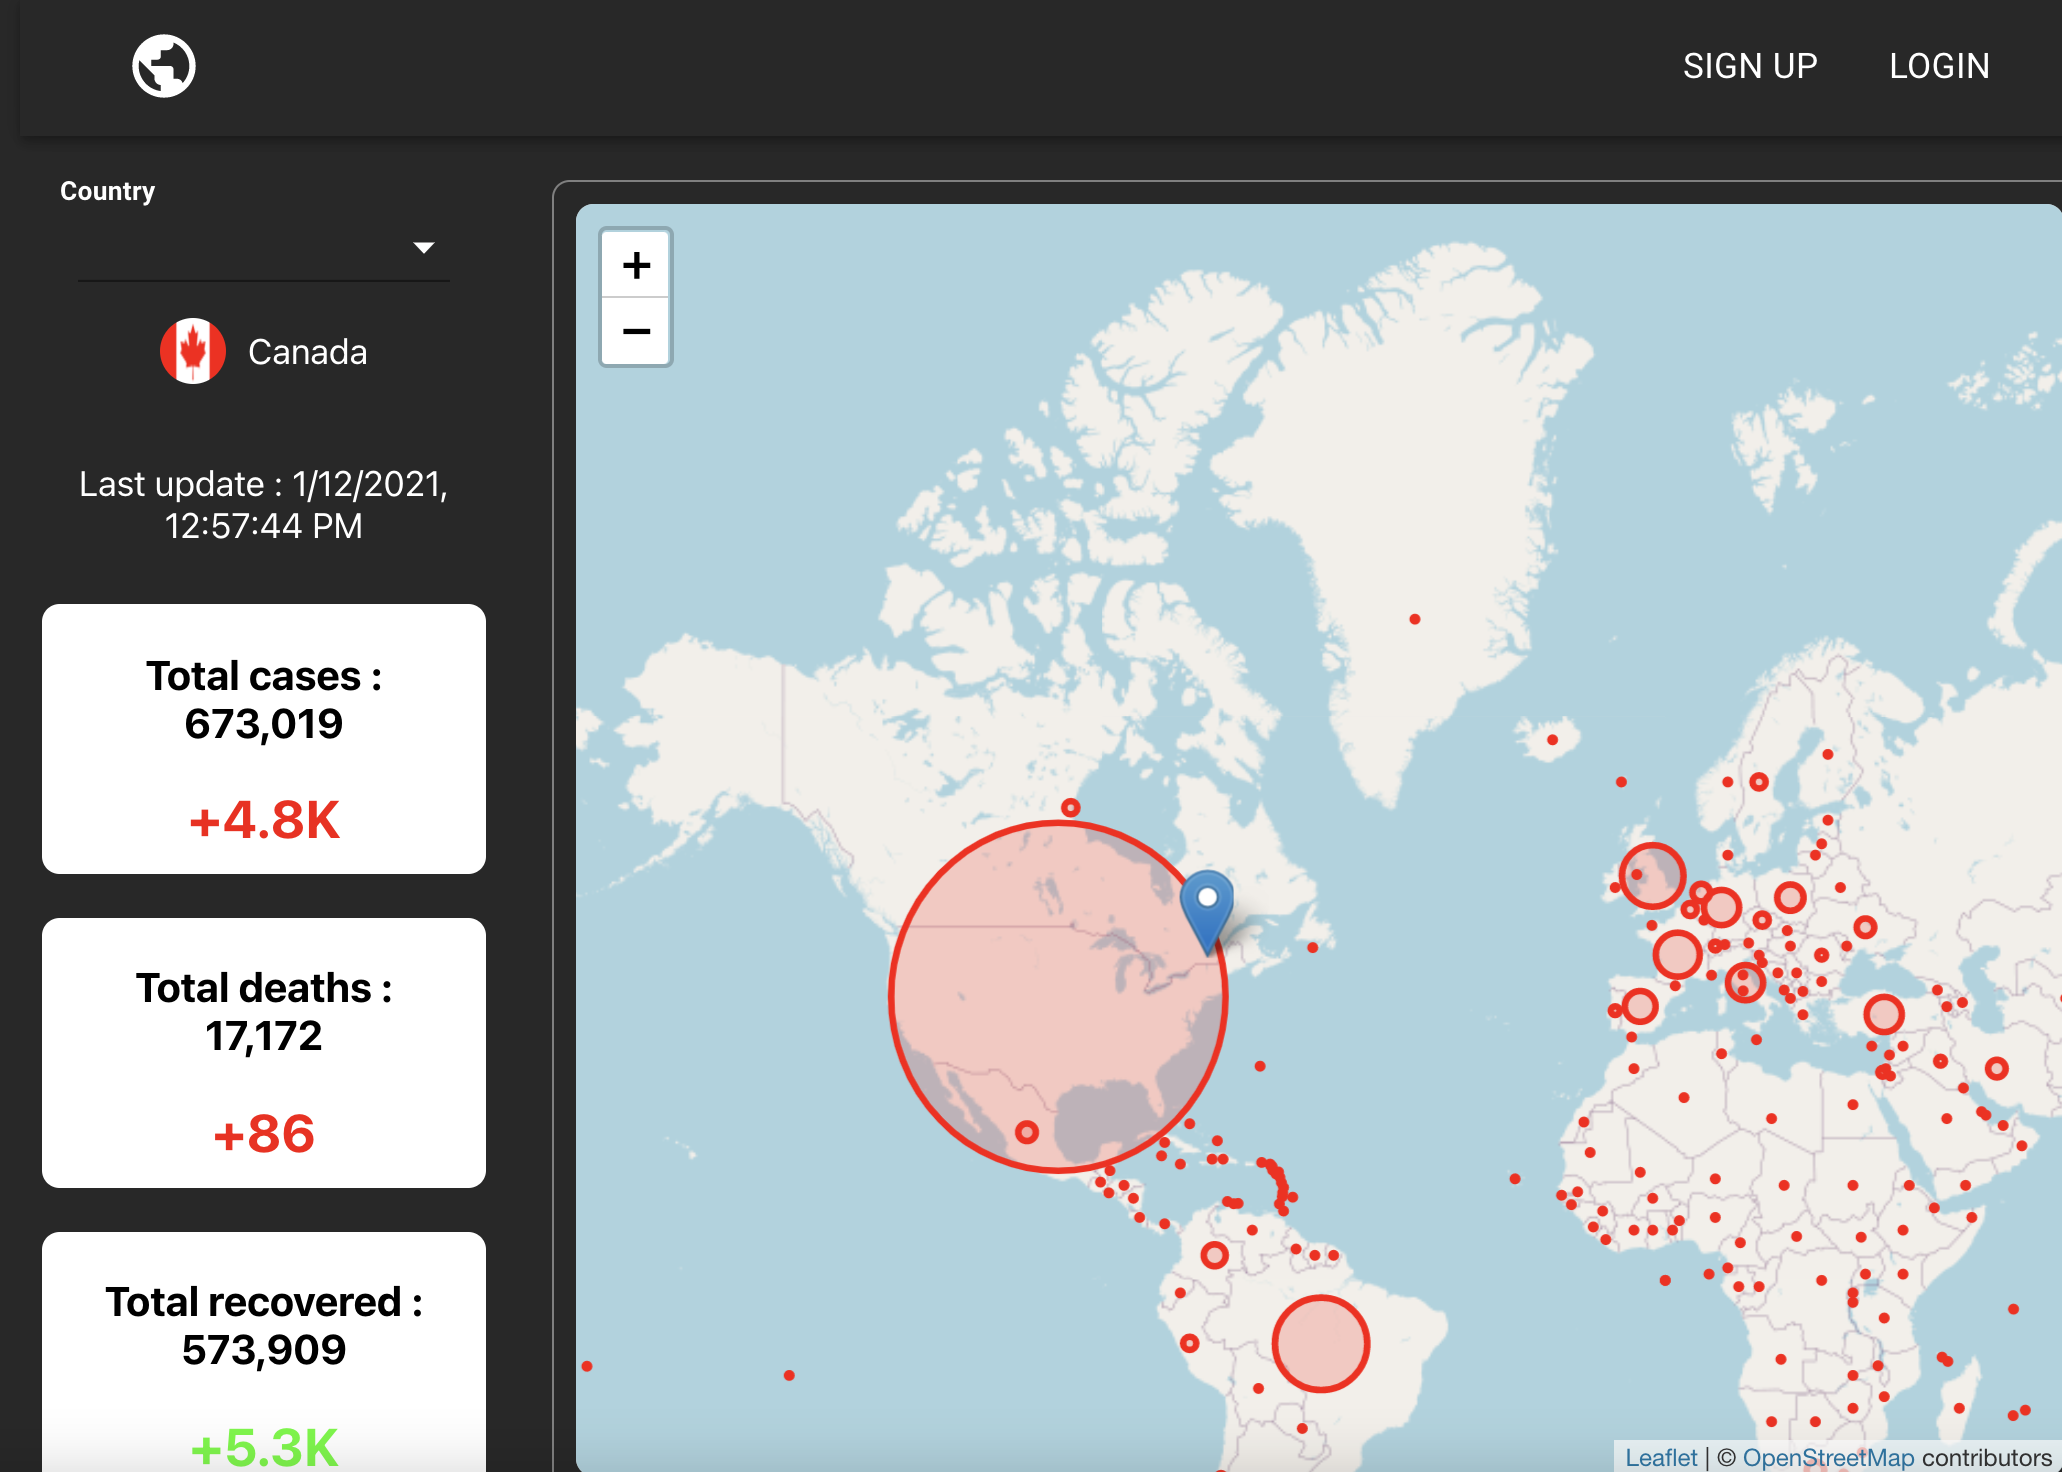 SIGN UP
LOGIN
Country
Canada
Last update : 1/12/2021,
12:57:44 PM
Total cases :
673,019
+4.8K
Total deaths :
17,172
+86
Total recovered :
573,909
+5.3K
+
−
Leaflet | © OpenStreetMap contributors